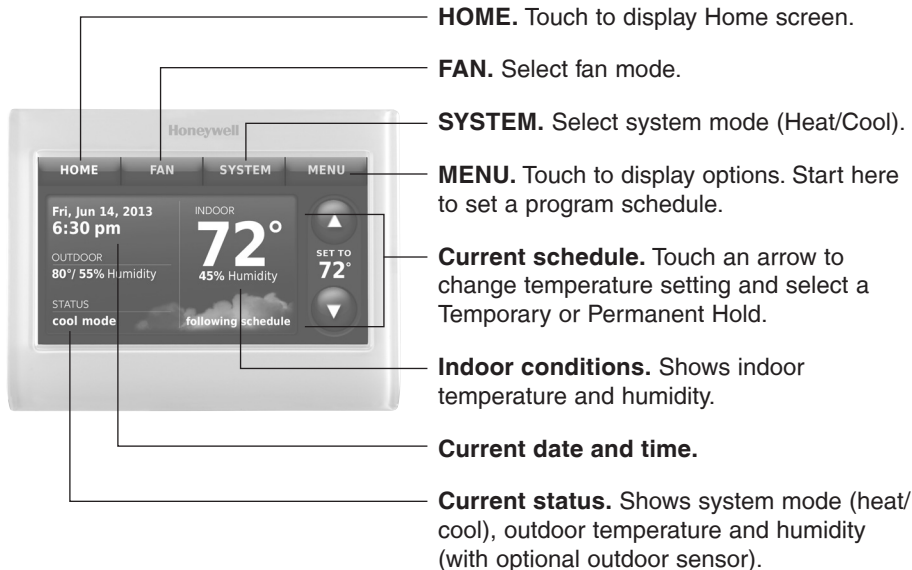 HOME. Touch to display Home screen.
FAN. Select fan mode.
SYSTEM. Select system mode (Heat/Cool).
MENU. Touch to display options. Start here
to set a program schedule.
Current schedule. Touch an arrow to
change temperature setting and select a
Temporary or Permanent Hold.
Indoor conditions. Shows indoor
temperature and humidity.
Current date and time.
Current status. Shows system mode (heat/
cool), outdoor temperature and humidity
(with optional outdoor sensor).
Honeywell
HOME FAN SYSTEM MENU
Fri, Jun 14, 2013
6:30 pm
OUTDOOR
80°/ 55% Humidity
STATUS
cool mode
INDOOR
72°
45% Humidity
following schedule
SET TO
72°